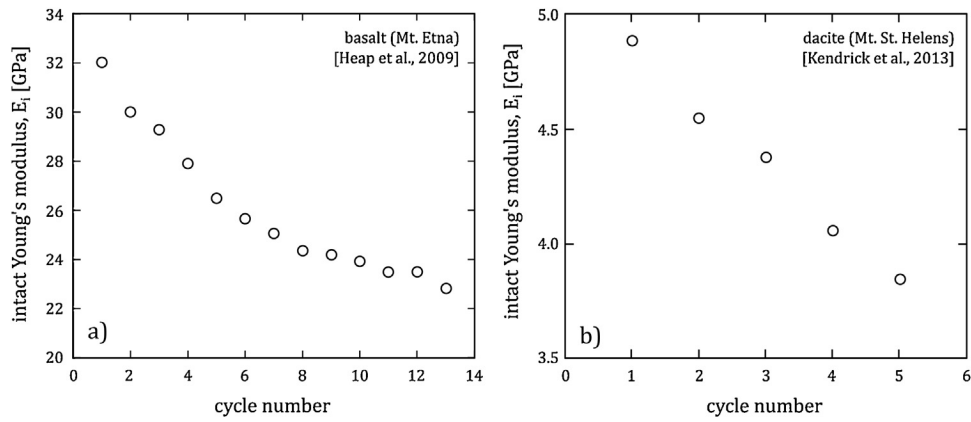 34
32
30
28
26
24
22
20
intact Young's modulus, Ei [GPa]
basalt (Mt. Etna)
[Heap et al., 2009]
a)
0 2 4 6 8 10 12 14
cycle number
5.0
4.5
4.0
3.5
intact Young's modulus, Ei [GPa]
dacite (Mt. St. Helens)
[Kendrick et al., 2013]
b)
0 1 2 3 4 5 6
cycle number